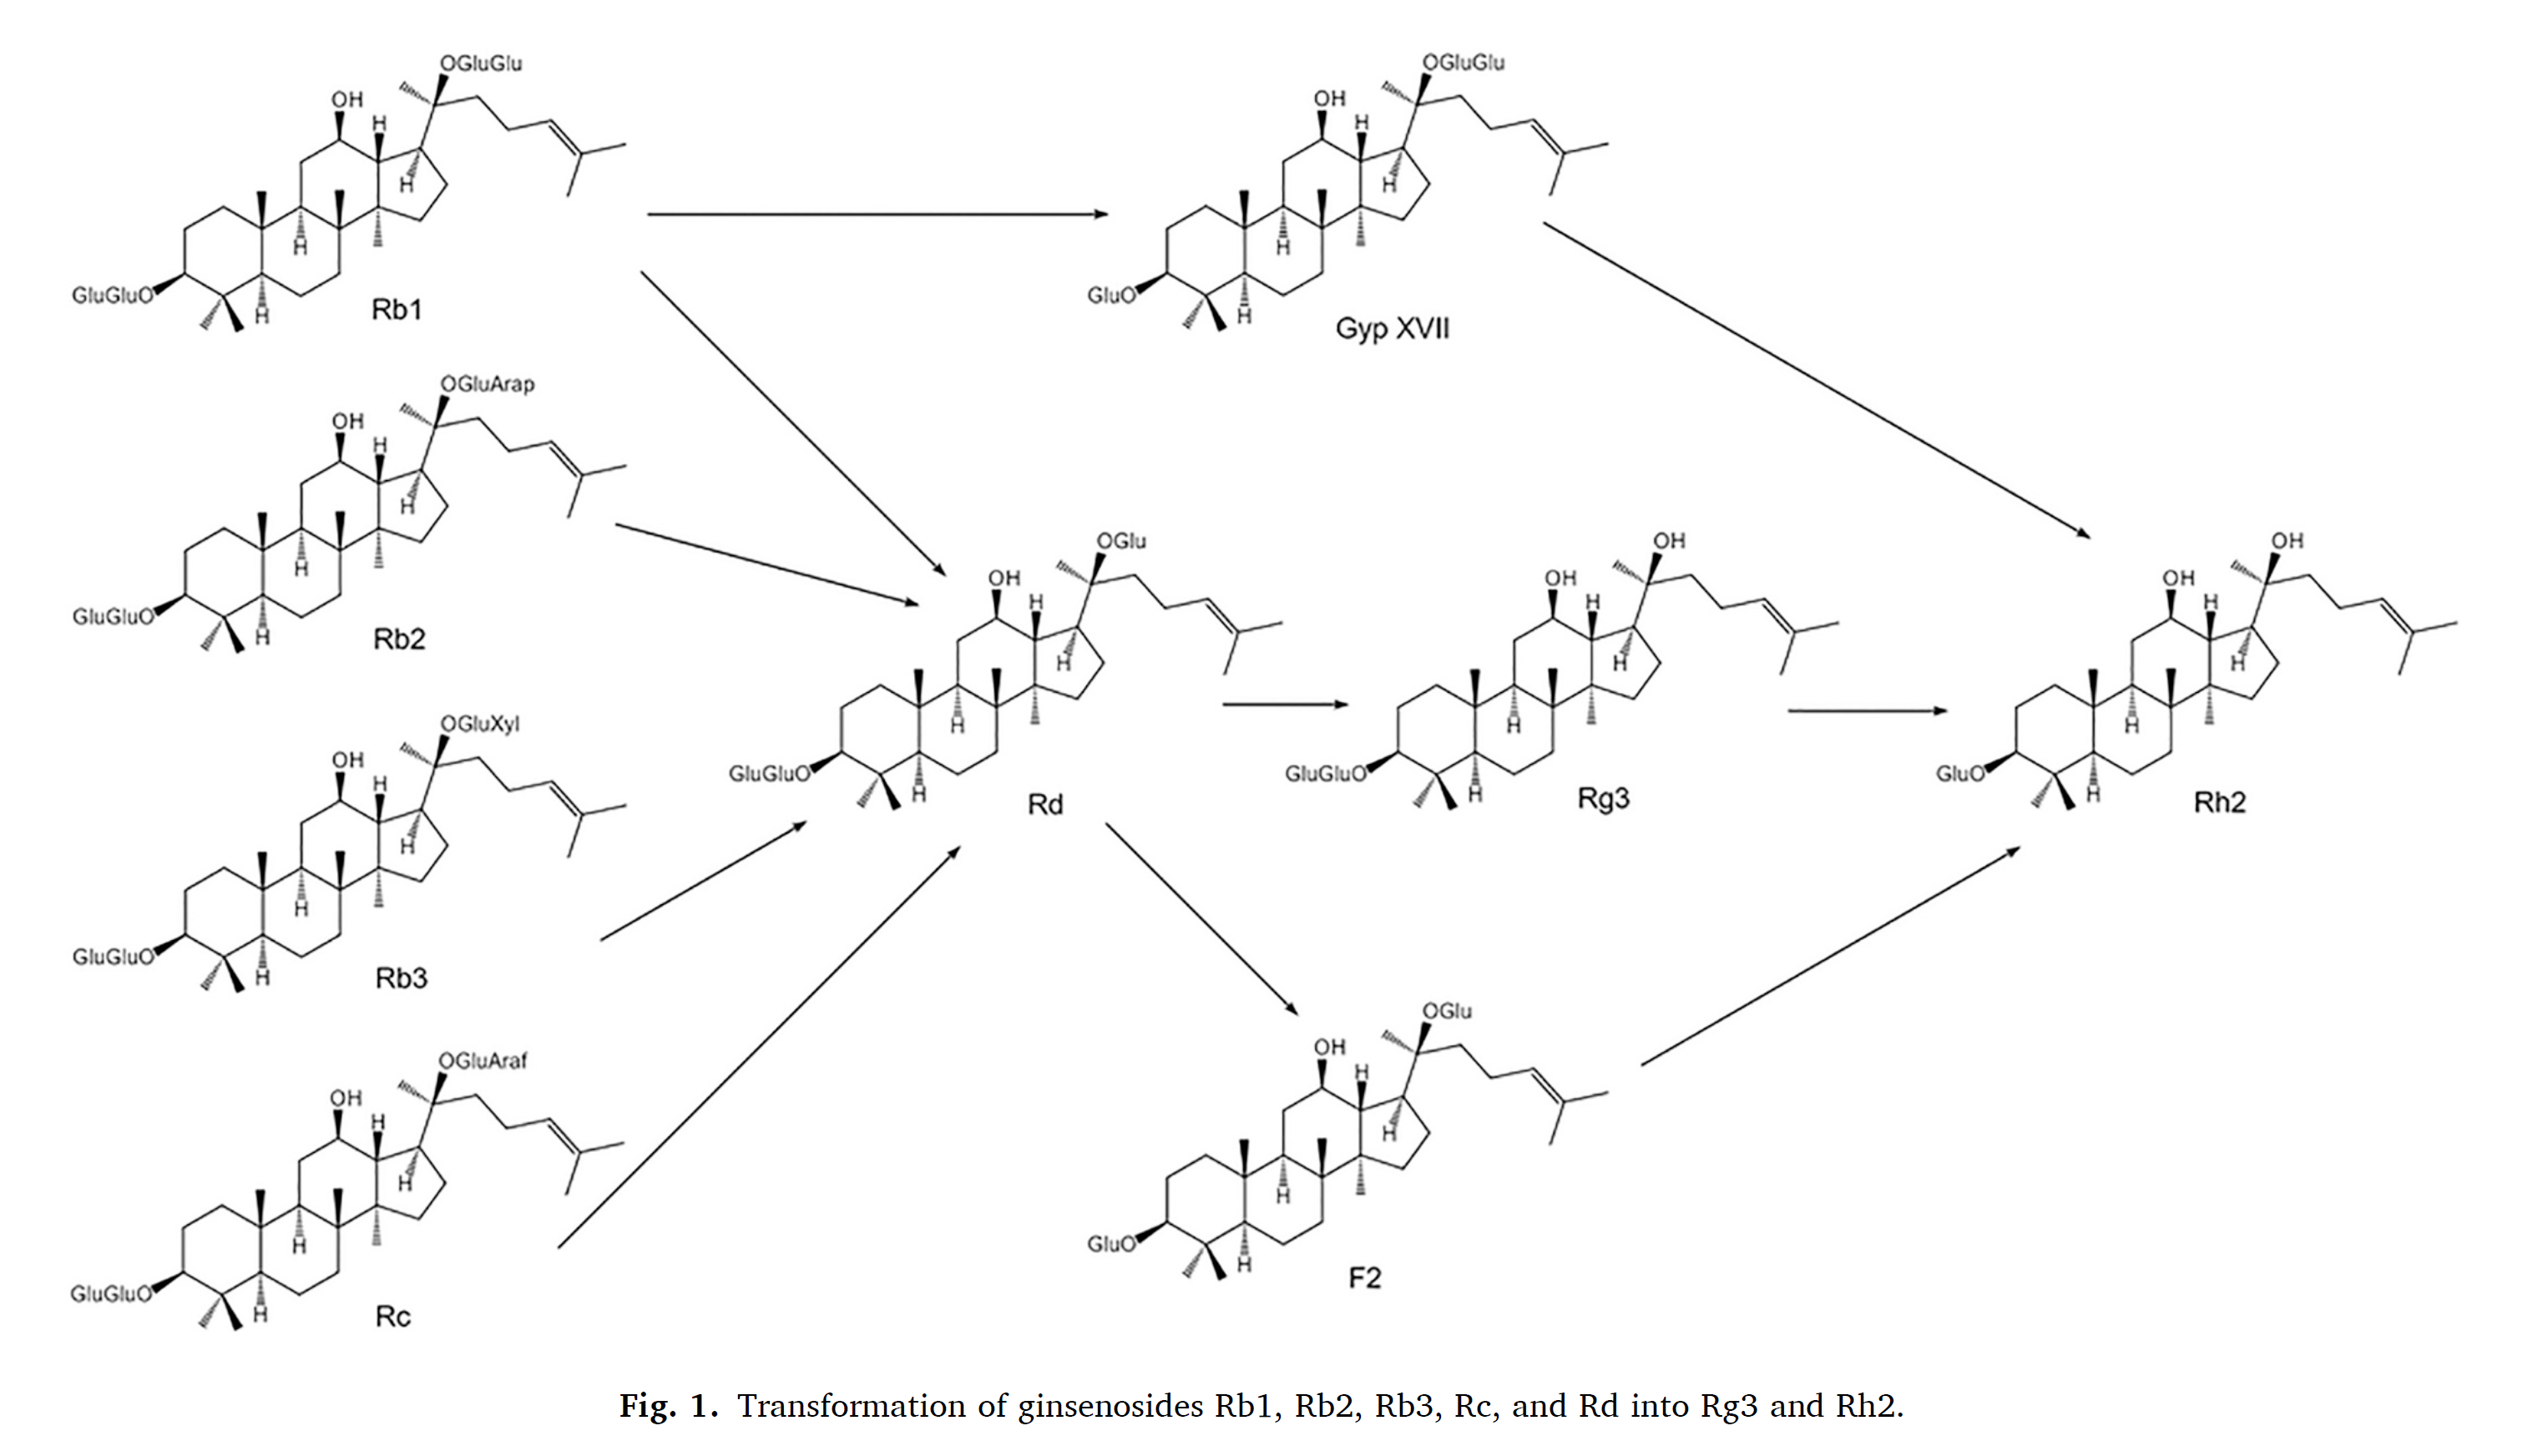 OGluGlu
OH
H
H
H
GluGluO
H
Rb1
OGluGlu
OH
H
H
H
GluO
H
Gyp XVII
OGluArap
OH
H
H
H
GluGluO
H
Rb2
OGluXyl
OH
H
H
H
GluGluO
H
Rb3
OGluAraf
OH
H
H
H
GluGluO
H
Rc
OGlu
OH
H
H
H
GluGluO
H
Rd
OH
OH
H
H
H
GluGluO
H
Rg3
OH
OH
H
H
H
GluO
H
Rh2
OGlu
OH
H
H
H
GluO
H
F2
Fig. 1. Transformation of ginsenosides Rb1, Rb2, Rb3, Rc, and Rd into Rg3 and Rh2.